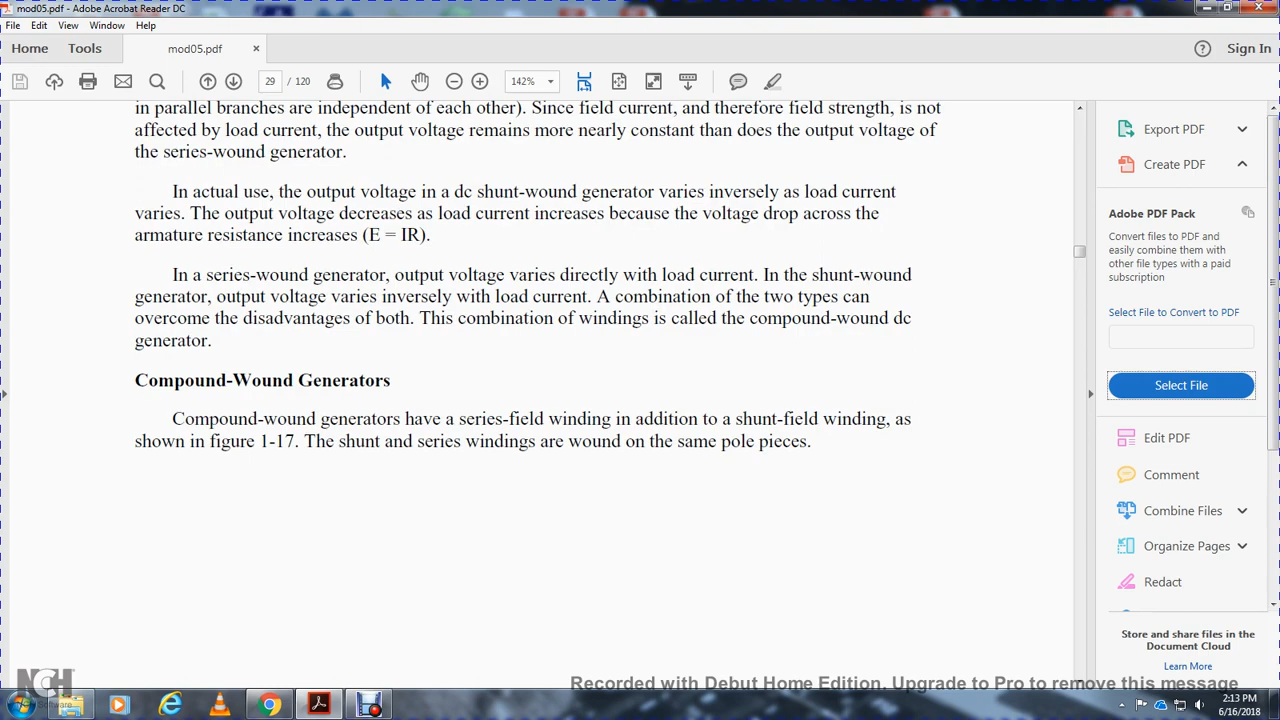 mod05.pdf - Adobe Acrobat Reader DC
File Edit View Window Help
Home Tools mod05.pdf × Sign In
29 / 120 142%
in parallel branches are independent of each other). Since field current, and therefore field strength, is not
affected by load current, the output voltage remains more nearly constant than does the output voltage of
the series-wound generator.
In actual use, the output voltage in a dc shunt-wound generator varies inversely as load current
varies. The output voltage decreases as load current increases because the voltage drop across the
armature resistance increases (E = IR).
In a series-wound generator, output voltage varies directly with load current. In the shunt-wound
generator, output voltage varies inversely with load current. A combination of the two types can
overcome the disadvantages of both. This combination of windings is called the compound-wound dc
generator.
Compound-Wound Generators
Compound-wound generators have a series-field winding in addition to a shunt-field winding, as
shown in figure 1-17. The shunt and series windings are wound on the same pole pieces.
Export PDF
Create PDF
Adobe PDF Pack
Convert files to PDF and
easily combine them with
other file types with a paid
subscription
Select File to Convert to PDF
Select File
Edit PDF
Comment
Combine Files
Organize Pages
Redact
Store and share files in the
Document Cloud
Learn More
NCH
Software
Recorded with Debut Home Edition. Upgrade to Pro to remove this message
2:13 PM
6/16/2018